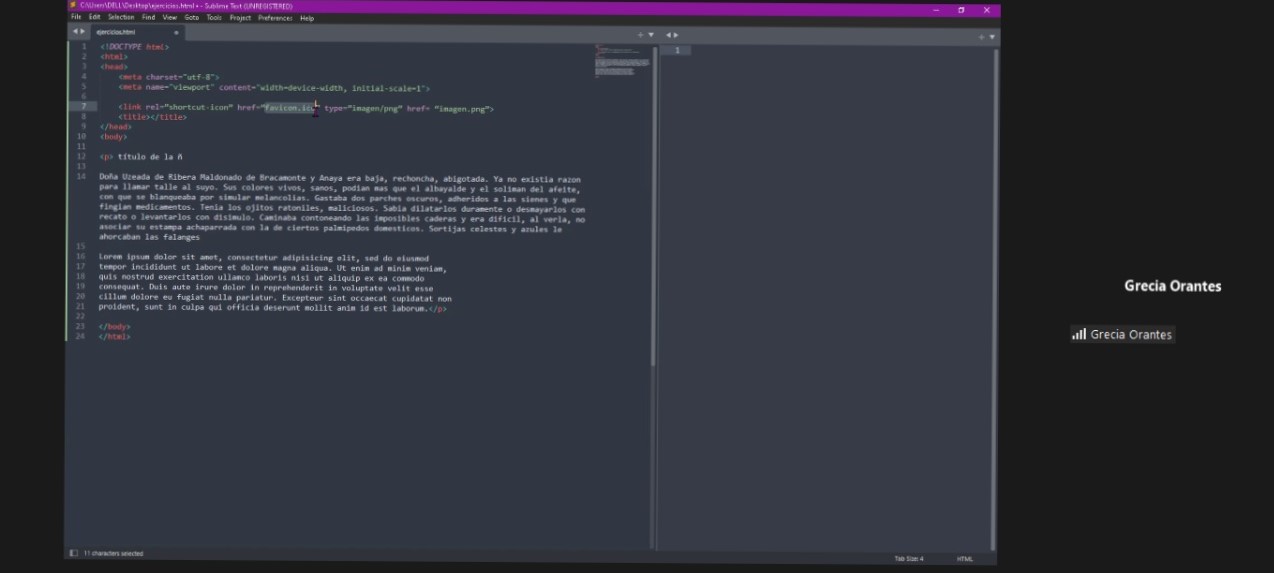 C:\Users\DELL\Desktop\ejercicios.html • - Sublime Text (UNREGISTERED)
File Edit Selection Find View Goto Tools Project Preferences Help
ejercicios.html
1 <!DOCTYPE html>
2 <html>
3 <head>
4 <meta charset="utf-8">
5 <meta name="viewport" content="width=device-width, initial-scale=1">
6
7 <link rel="shortcut-icon" href="favicon.ico" type="imagen/png" href= "imagen.png">
8 <title></title>
9 </head>
10 <body>
11
12 <p> título de la ñ
13
14 Doña Uzeada de Ribera Maldonado de Bracamonte y Anaya era baja, rechoncha, abigotada. Ya no existia razon
para llamar talle al suyo. Sus colores vivos, sanos, podian mas que el albayalde y el soliman del afeite,
con que se blanqueaba por simular melancolias. Gastaba dos parches oscuros, adheridos a las sienes y que
fingian medicamentos. Tenia los ojitos ratoniles, maliciosos. Sabia dilatarlos duramente o desmayarlos con
recato o levantarlos con disimulo. Caminaba contoneando las imposibles caderas y era dificil, al verla, no
asociar su estampa achaparrada con la de ciertos palmipedos domesticos. Sortijas celestes y azules le
ahorcaban las falanges
15
16 Lorem ipsum dolor sit amet, consectetur adipisicing elit, sed do eiusmod
17 tempor incididunt ut labore et dolore magna aliqua. Ut enim ad minim veniam,
18 quis nostrud exercitation ullamco laboris nisi ut aliquip ex ea commodo
19 consequat. Duis aute irure dolor in reprehenderit in voluptate velit esse
20 cillum dolore eu fugiat nulla pariatur. Excepteur sint occaecat cupidatat non
21 proident, sunt in culpa qui officia deserunt mollit anim id est laborum.</p>
22
23 </body>
24 </html>
1
11 characters selected
Tab Size: 4 HTML
Grecia Orantes
Grecia Orantes